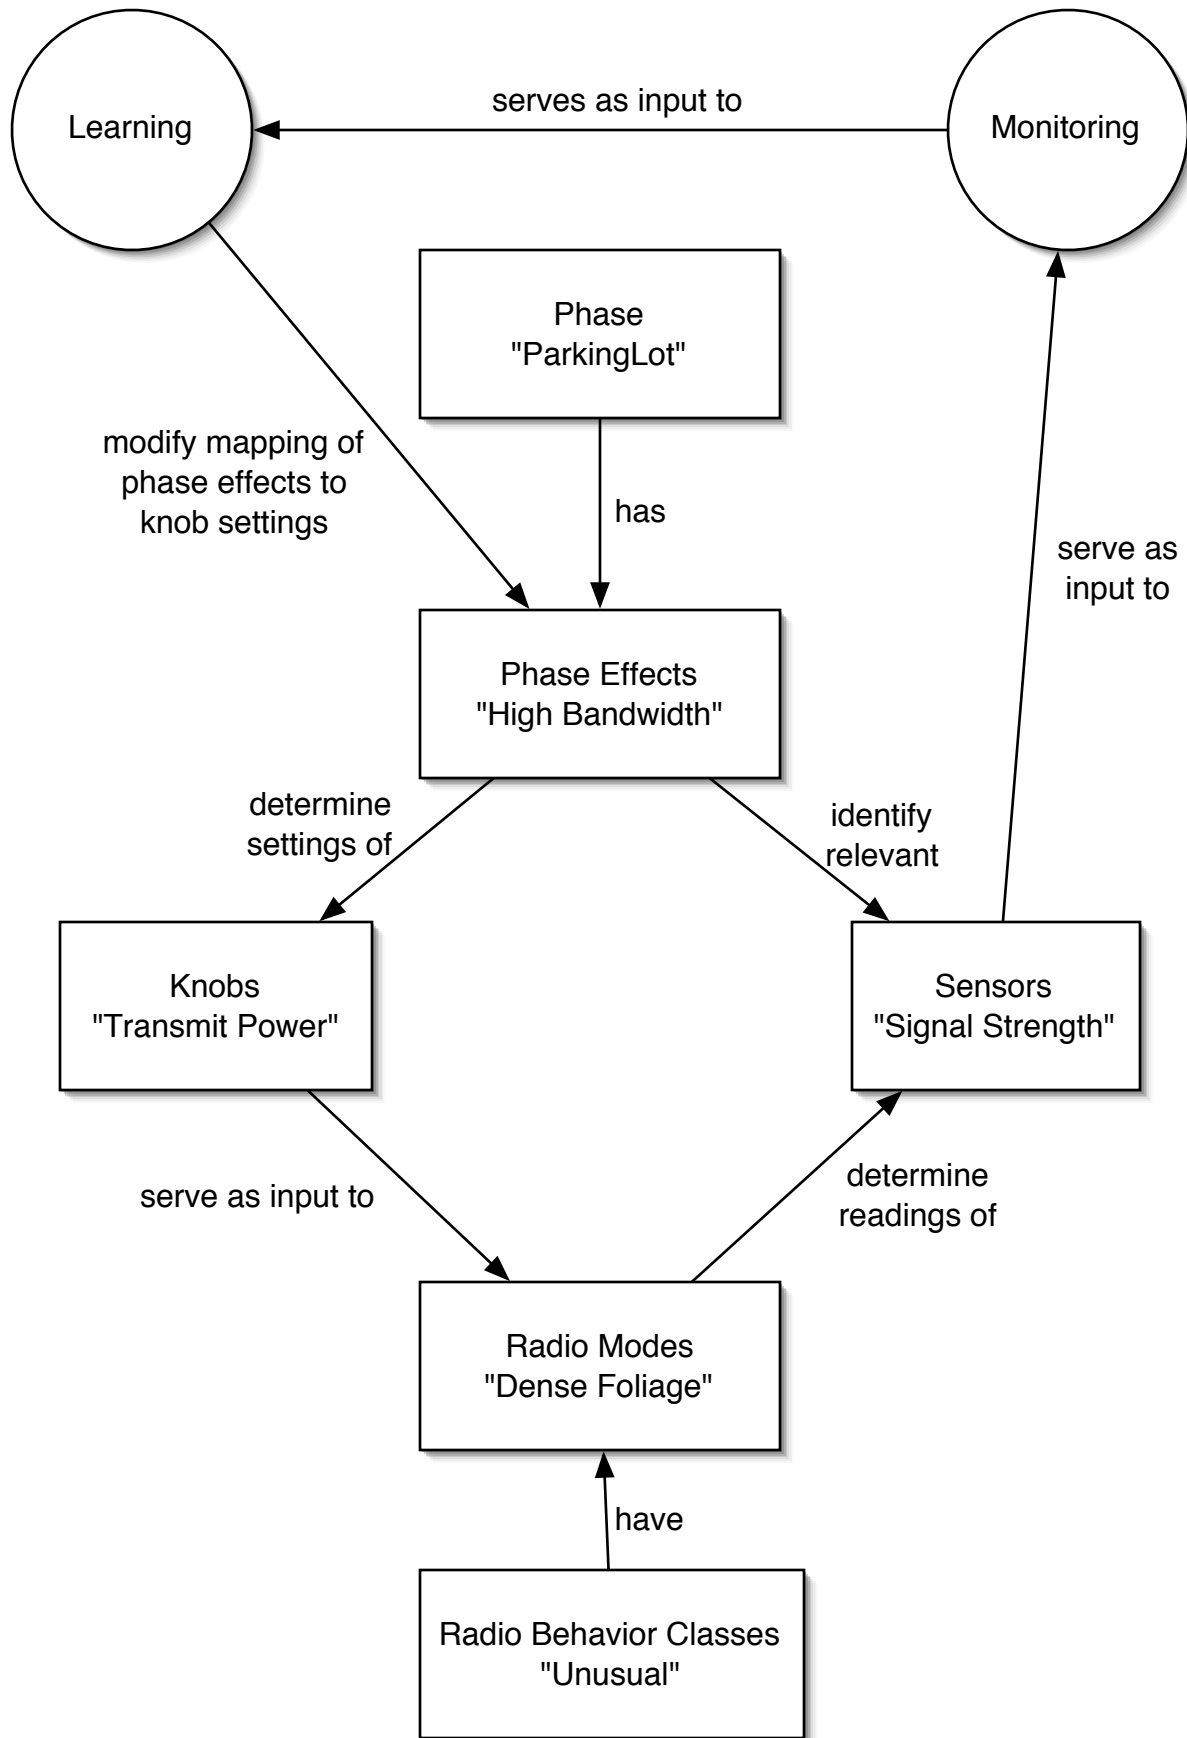 serves as input to
Learning
Monitoring
Phase
"ParkingLot"
modify mapping of
phase effects to
knob settings
has
serve as
input to
Phase Effects
"High Bandwidth"
determine
settings of
identify
relevant
Knobs
"Transmit Power"
Sensors
"Signal Strength"
serve as input to
determine
readings of
Radio Modes
"Dense Foliage"
have
Radio Behavior Classes
"Unusual"